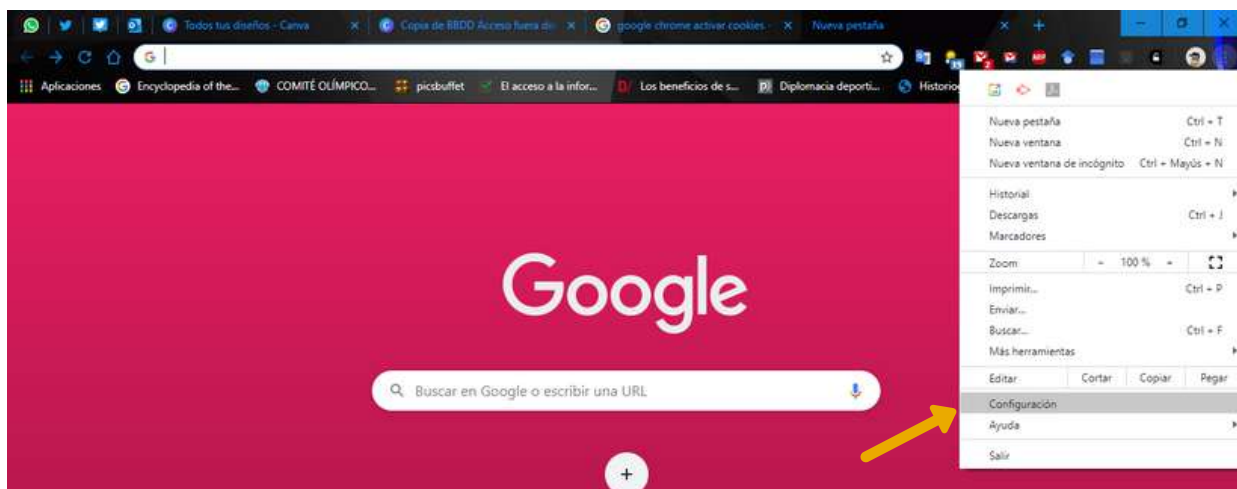 Todos tus diseños - Canva
Copia de BBDD Acceso fuera de
google chrome activar cookies -
Nueva pestaña
Aplicaciones
Encyclopedia of the...
COMITÉ OLÍMPICO...
picsbuffet
El acceso a la infor...
Los beneficios de s...
Diplomacia deporti...
Nueva pestaña Ctrl + T
Nueva ventana Ctrl + N
Nueva ventana de incógnito Ctrl + Mayús + N
Historial
Descargas Ctrl + J
Marcadores
Zoom - 100 % +
Imprimir... Ctrl + P
Enviar...
Buscar... Ctrl + F
Más herramientas
Editar Cortar Copiar Pegar
Configuración
Ayuda
Salir
Google
Buscar en Google o escribir una URL